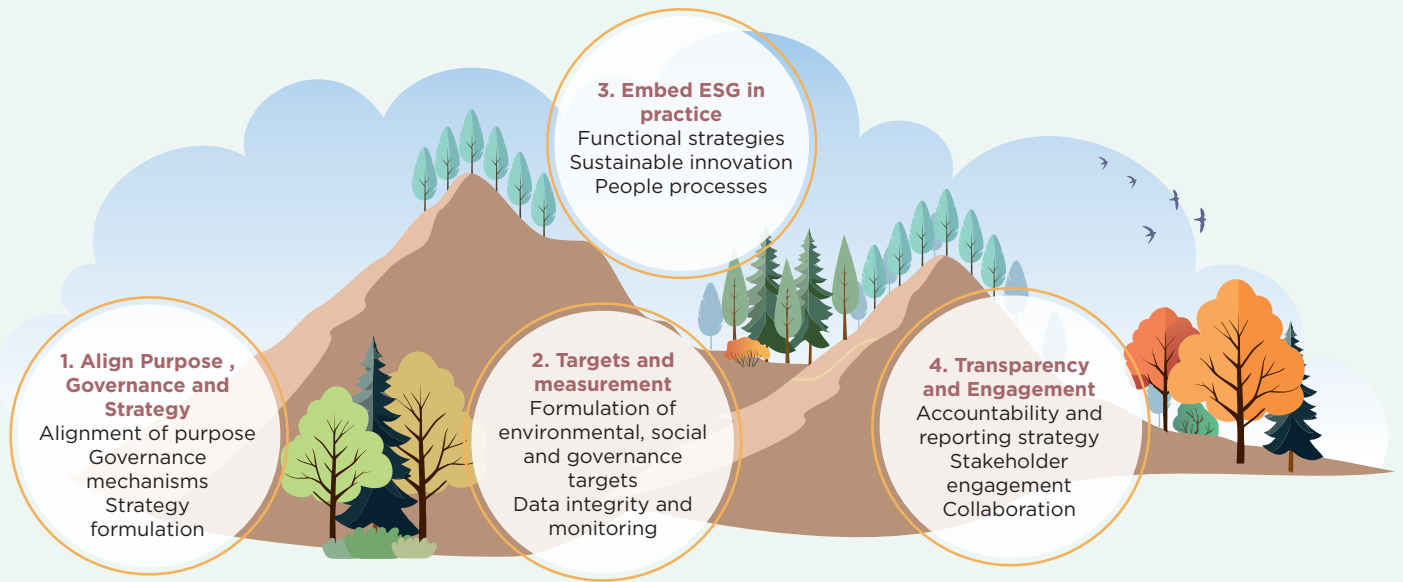 1. Align Purpose ,
Governance and
Strategy
Alignment of purpose
Governance
mechanisms
Strategy
formulation
2. Targets and
measurement
Formulation of
environmental, social
and governance
targets
Data integrity and
monitoring
3. Embed ESG in
practice
Functional strategies
Sustainable innovation
People processes
4. Transparency
and Engagement
Accountability and
reporting strategy
Stakeholder
engagement
Collaboration